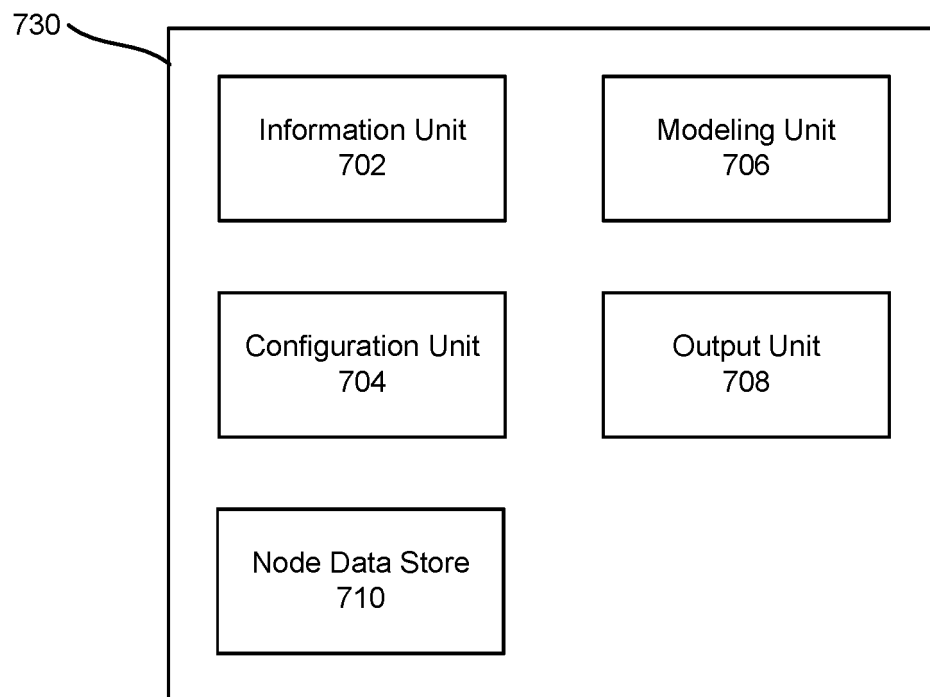 730
Information Unit
702
Modeling Unit
706
Configuration Unit
704
Output Unit
708
Node Data Store
710